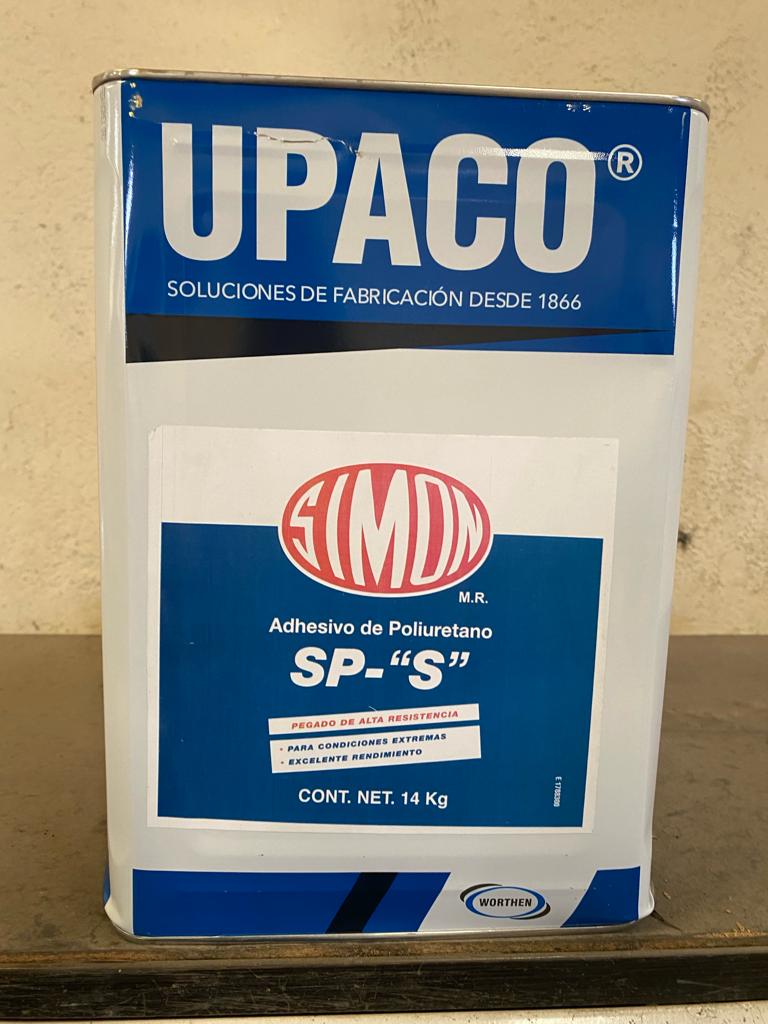 UPACO®
SOLUCIONES DE FABRICACIÓN DESDE 1866
SIMON
M.R.
Adhesivo de Poliuretano
SP-“S”
PEGADO DE ALTA RESISTENCIA
• PARA CONDICIONES EXTREMAS
• EXCELENTE RENDIMIENTO
CONT. NET. 14 Kg
WORTHEN